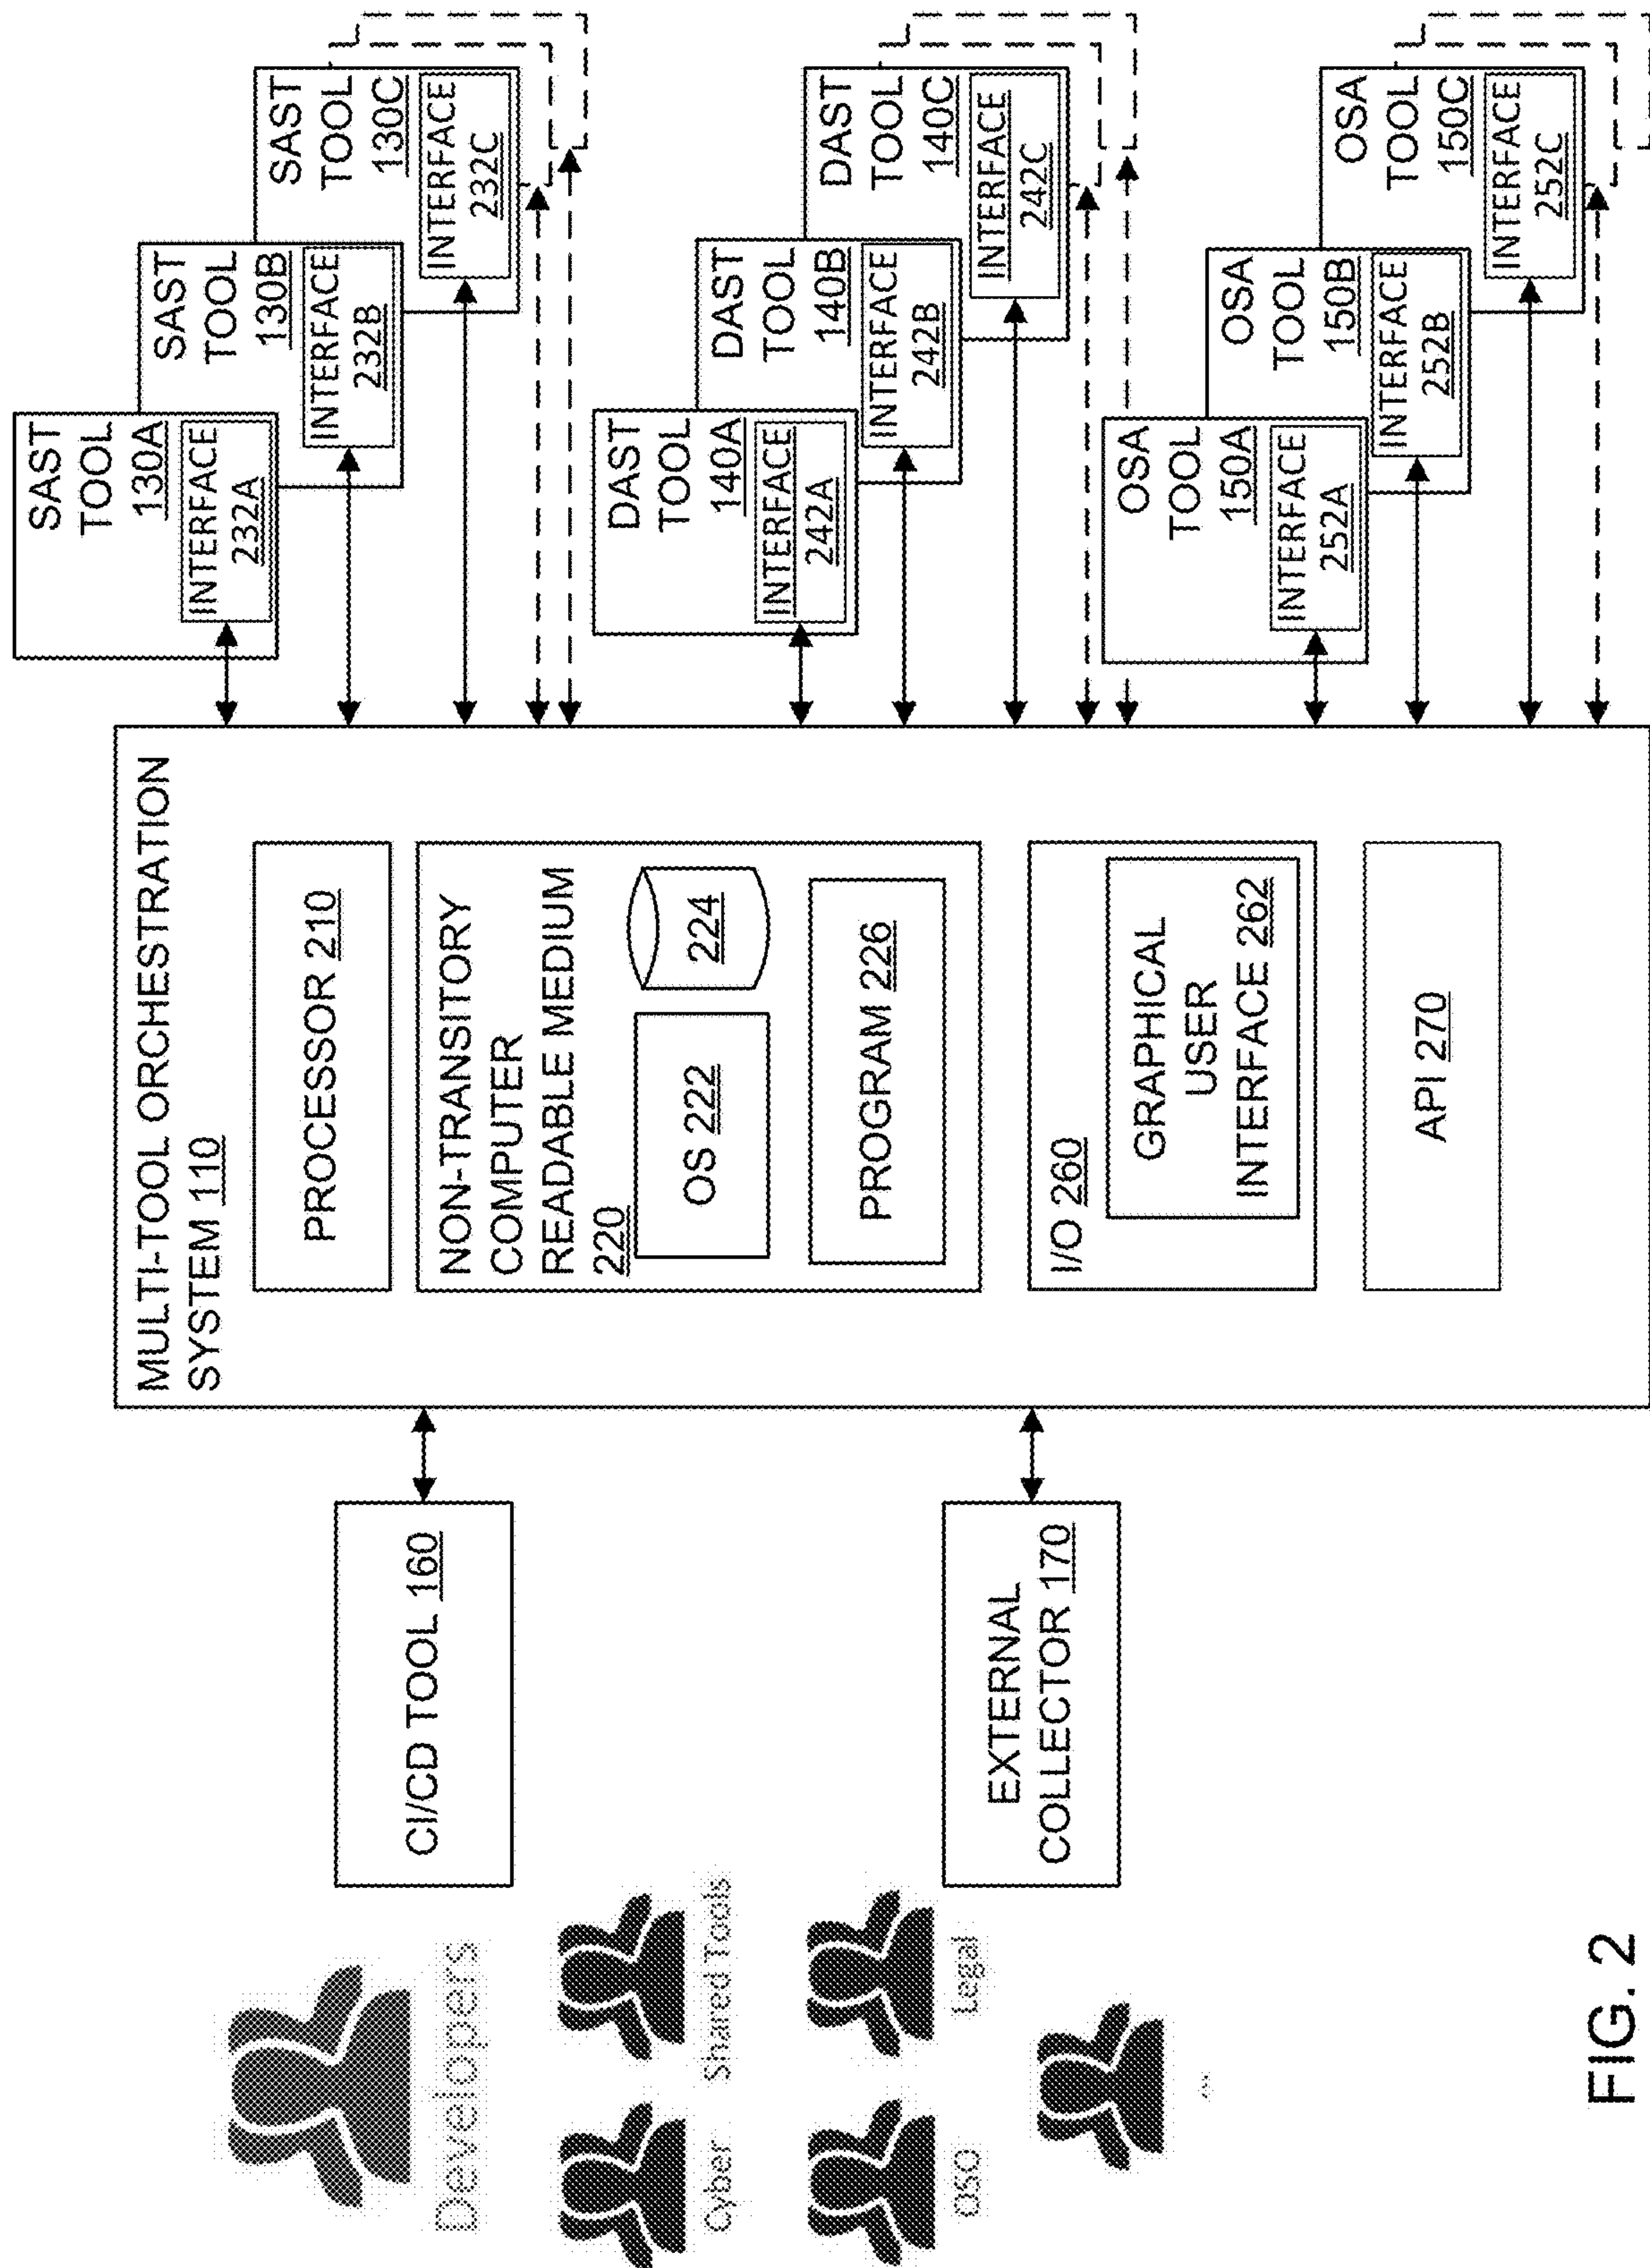 Developers
Cyber
Shared Tools
OSO
Legal
...
CI/CD TOOL 160
EXTERNAL
COLLECTOR 170
MULTI-TOOL ORCHESTRATION
SYSTEM 110
PROCESSOR 210
NON-TRANSITORY
COMPUTER
READABLE MEDIUM
220
OS 222
224
PROGRAM 226
I/O 260
GRAPHICAL
USER
INTERFACE 262
API 270
SAST
TOOL
130A
INTERFACE
232A
SAST
TOOL
130B
INTERFACE
232B
SAST
TOOL
130C
INTERFACE
232C
DAST
TOOL
140A
INTERFACE
242A
DAST
TOOL
140B
INTERFACE
242B
DAST
TOOL
140C
INTERFACE
242C
OSA
TOOL
150A
INTERFACE
252A
OSA
TOOL
150B
INTERFACE
252B
OSA
TOOL
150C
INTERFACE
252C
FIG. 2